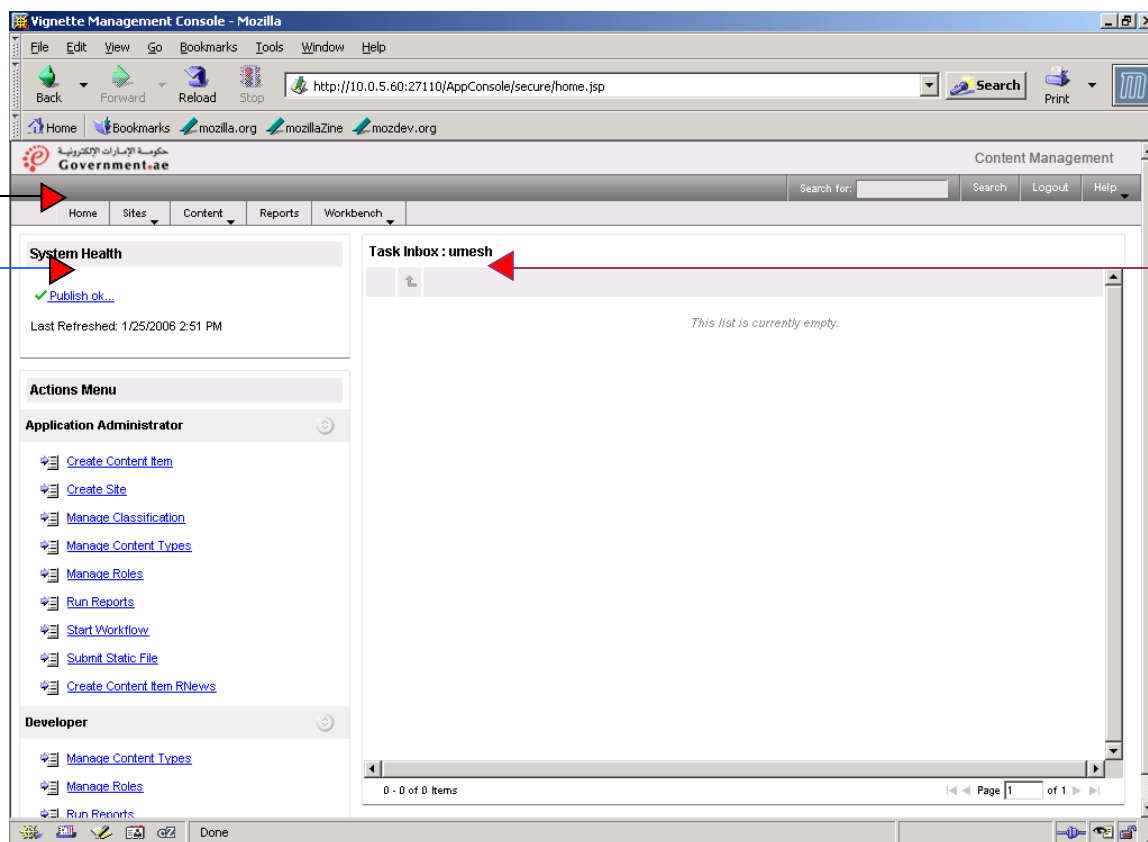 Vignette Management Console - Mozilla
File Edit View Go Bookmarks Tools Window Help
Back Forward Reload Stop http://10.0.5.60:27110/AppConsole/secure/home.jsp Search Print
Home Bookmarks mozilla.org mozillaZine mozdev.org
حكومة الإمارات الإلكترونية
Government.ae
Content Management
Search for: Search Logout Help
Home Sites Content Reports Workbench
System Health
Publish ok...
Last Refreshed: 1/25/2006 2:51 PM
Task Inbox : umesh
This list is currently empty.
Actions Menu
Application Administrator
Create Content Item
Create Site
Manage Classification
Manage Content Types
Manage Roles
Run Reports
Start Workflow
Submit Static File
Create Content Item RNews
Developer
Manage Content Types
Manage Roles
Run Reports
0 - 0 of 0 Items Page 1 of 1
Done